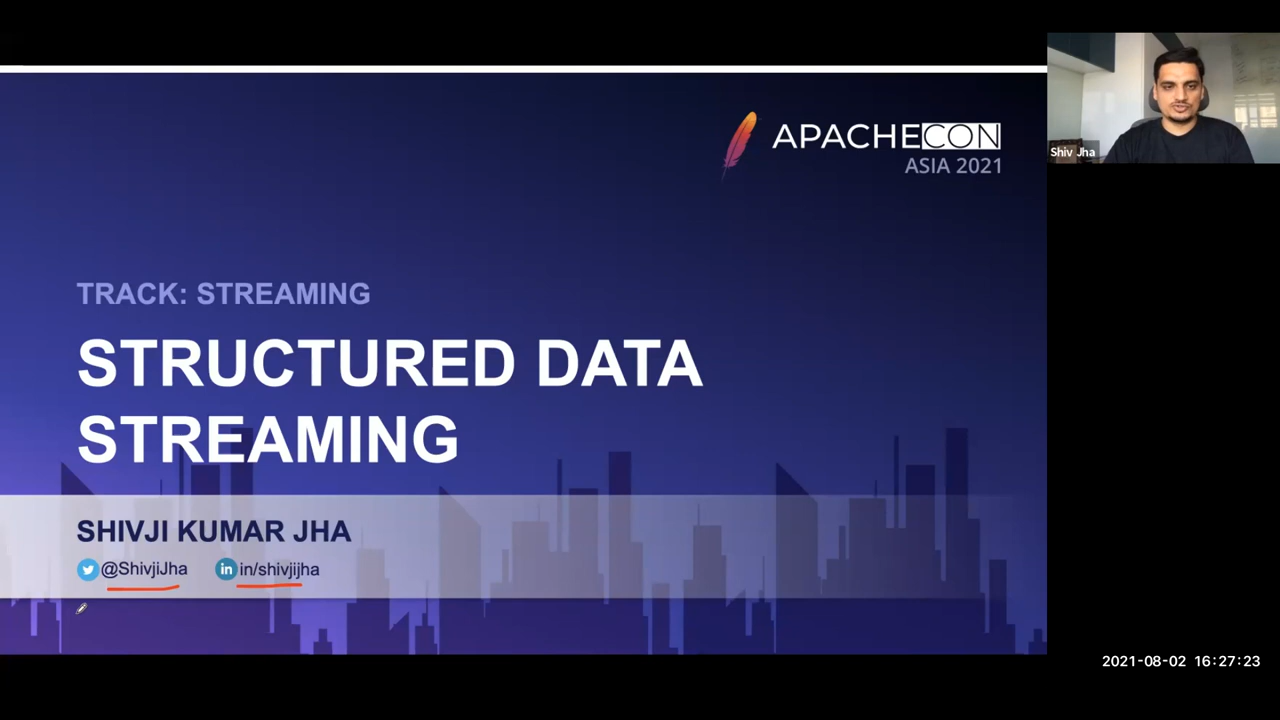 APACHECON
ASIA 2021
Shiv Jha
TRACK: STREAMING
STRUCTURED DATA
STREAMING
SHIVJI KUMAR JHA
@ShivjiJha in in/shivjijha
2021-08-02 16:27:23